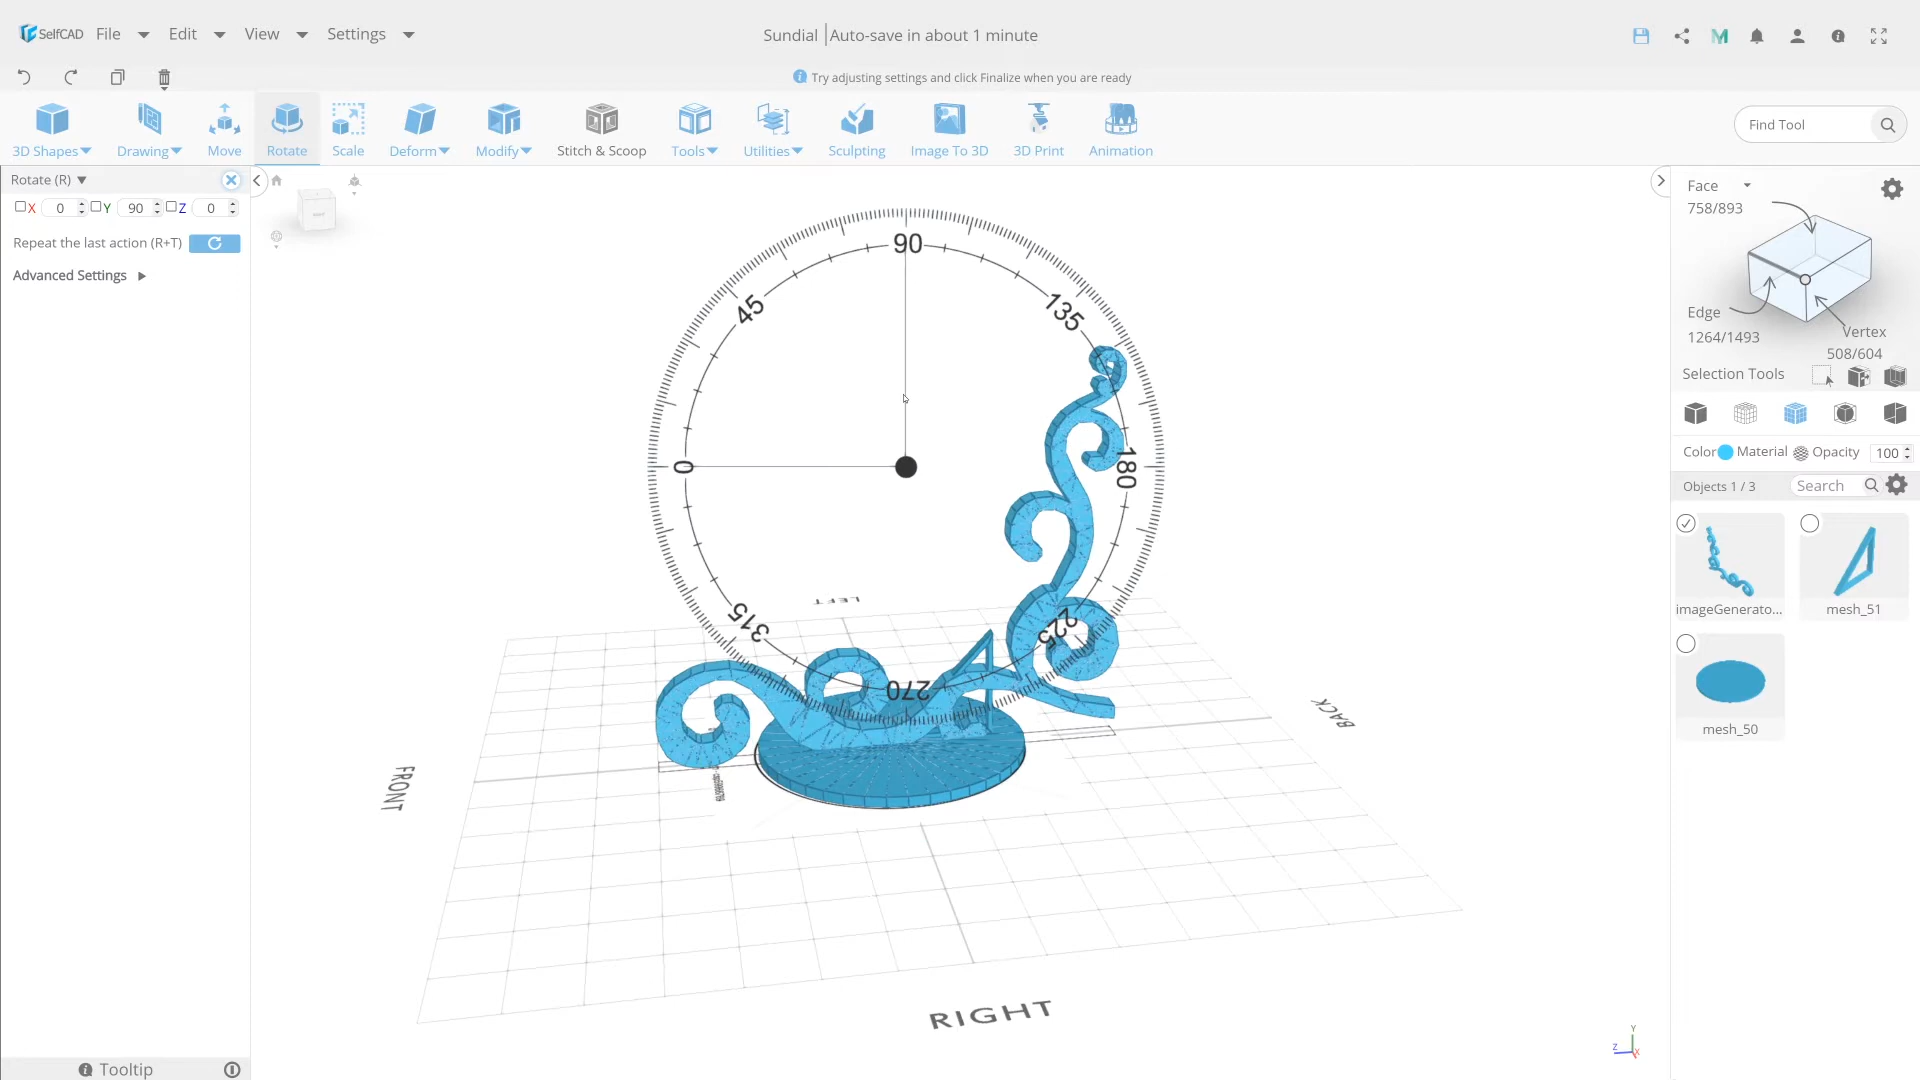 SelfCAD File Edit View Settings
Sundial |Auto-save in about 1 minute
Try adjusting settings and click Finalize when you are ready
3D Shapes Drawing Move Rotate Scale Deform Modify Stitch & Scoop Tools Utilities Sculpting Image To 3D 3D Print Animation
Find Tool
Rotate (R)
X 0 Y 90 Z 0
Repeat the last action (R+T)
Advanced Settings
Tooltip
RIGHT
90
45
135
0
180
315
225
270
LEFT
FRONT
BACK
RIGHT
Y
Z
X
Face
758/893
Edge
1264/1493
Vertex
508/604
Selection Tools
Color Material Opacity 100
Objects 1 / 3
Search
imageGenerato...
mesh_51
mesh_50